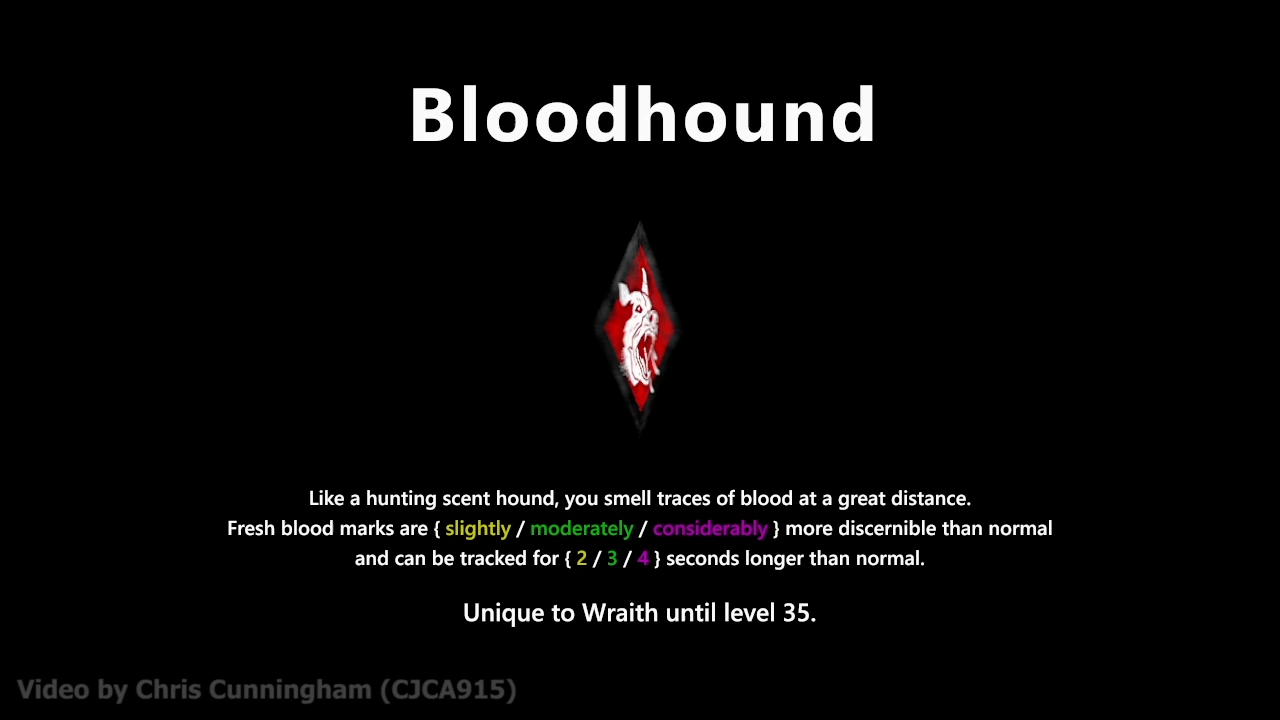 Bloodhound
Like a hunting scent hound, you smell traces of blood at a great distance.
Fresh blood marks are { slightly / moderately / considerably } more discernible than normal
and can be tracked for { 2 / 3 / 4 } seconds longer than normal.
Unique to Wraith until level 35.
Video by Chris Cunningham (CJCA915)